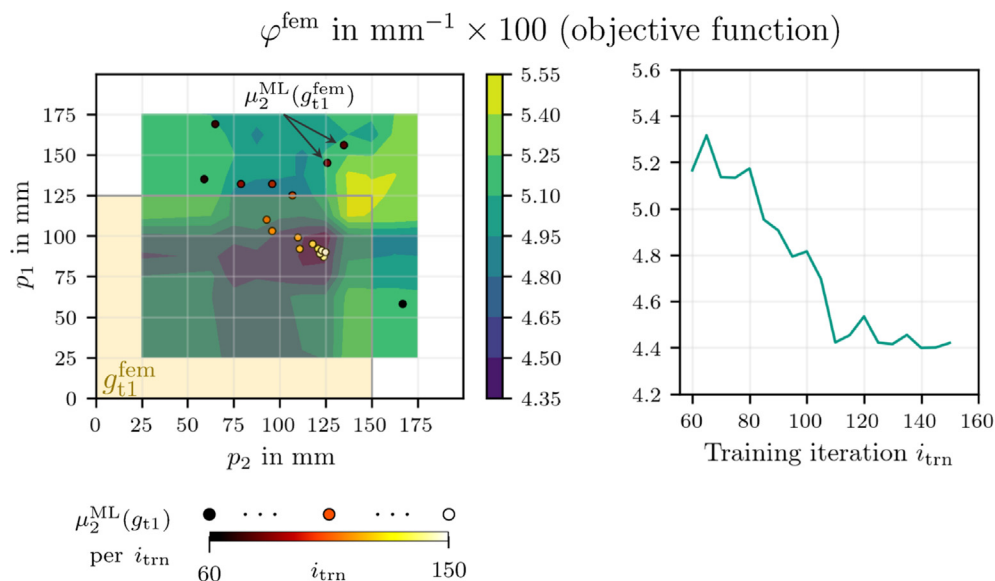 φ^fem in mm⁻¹ × 100 (objective function)
μ₂^ML(g_t1^fem)
p₁ in mm
175
150
125
100
75
50
25
0
g_t1^fem
0 25 50 75 100 125 150 175
p₂ in mm
5.55
5.40
5.25
5.10
4.95
4.80
4.65
4.50
4.35
5.6
5.4
5.2
5.0
4.8
4.6
4.4
4.2
60 80 100 120 140 160
Training iteration i_trn
μ₂^ML(g_t1) · · · · · ·
per i_trn
60 i_trn 150